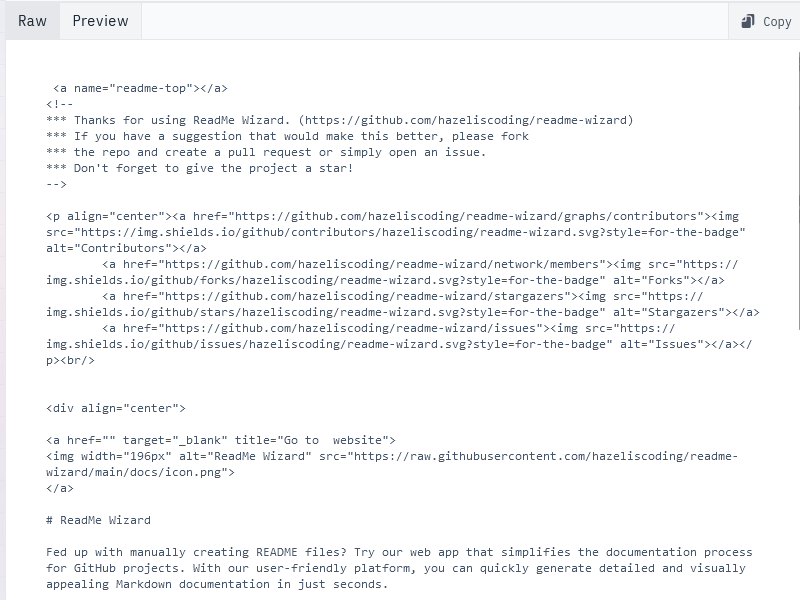 Raw
Preview
Copy
<a name="readme-top"></a>
<!--
*** Thanks for using ReadMe Wizard. (https://github.com/hazeliscoding/readme-wizard)
*** If you have a suggestion that would make this better, please fork
*** the repo and create a pull request or simply open an issue.
*** Don't forget to give the project a star!
-->
<p align="center"><a href="https://github.com/hazeliscoding/readme-wizard/graphs/contributors"><img
src="https://img.shields.io/github/contributors/hazeliscoding/readme-wizard.svg?style=for-the-badge"
alt="Contributors"></a>
<a href="https://github.com/hazeliscoding/readme-wizard/network/members"><img src="https://
img.shields.io/github/forks/hazeliscoding/readme-wizard.svg?style=for-the-badge" alt="Forks"></a>
<a href="https://github.com/hazeliscoding/readme-wizard/stargazers"><img src="https://
img.shields.io/github/stars/hazeliscoding/readme-wizard.svg?style=for-the-badge" alt="Stargazers"></a>
<a href="https://github.com/hazeliscoding/readme-wizard/issues"><img src="https://
img.shields.io/github/issues/hazeliscoding/readme-wizard.svg?style=for-the-badge" alt="Issues"></a></
p><br/>
<div align="center">
<a href="" target="_blank" title="Go to  website">
<img width="196px" alt="ReadMe Wizard" src="https://raw.githubusercontent.com/hazeliscoding/readme-
wizard/main/docs/icon.png">
</a>
# ReadMe Wizard
Fed up with manually creating README files? Try our web app that simplifies the documentation process
for GitHub projects. With our user-friendly platform, you can quickly generate detailed and visually
appealing Markdown documentation in just seconds.